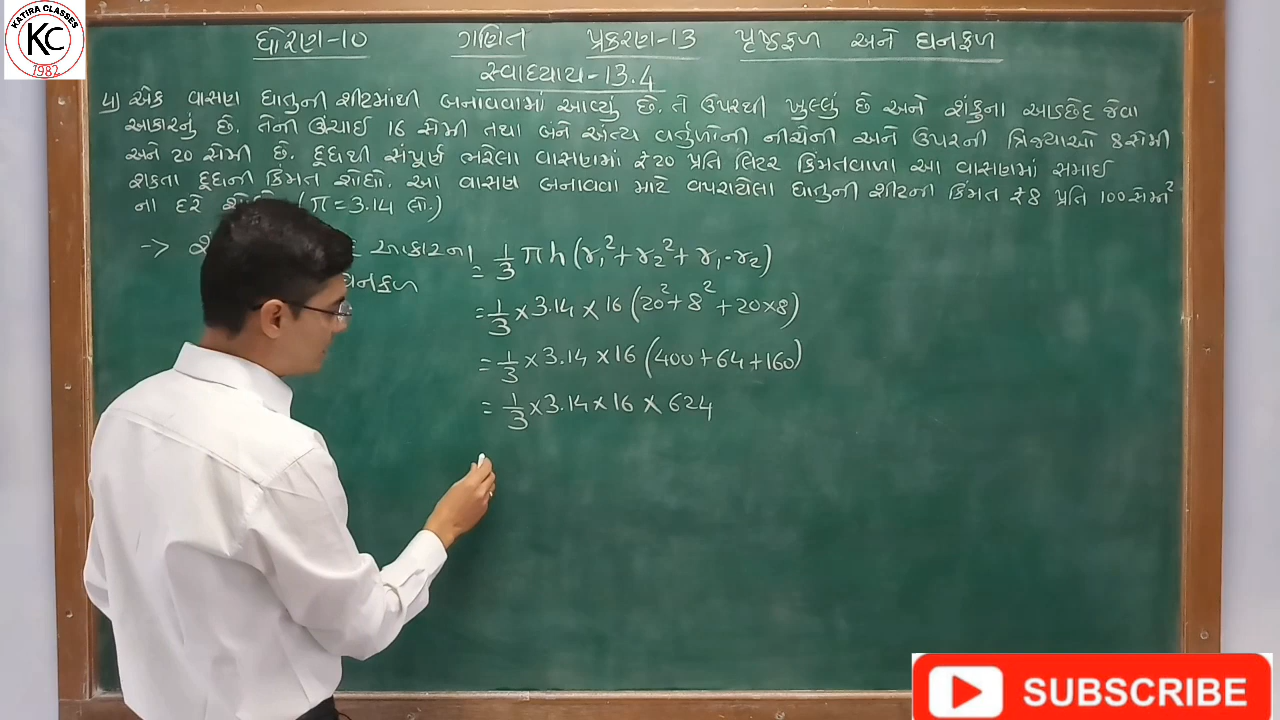 KATIRA CLASSES
KC
1982
ધોરણ-10 ગણિત પ્રકરણ-13 પૃષ્ઠફળ અને ઘનફળ
સ્વાધ્યાય-13.4
4) એક વાસણ ધાતુની શીટમાંથી બનાવવામાં આવ્યું છે. તે ઉપરથી ખુલ્લું છે અને શંકુના આડછેદ જેવા
આકારનું છે. તેની ઊંચાઈ 16 સેમી તથા બંને અંત્ય વર્તુળોની નીચેની અને ઉપરની ત્રિજ્યાઓ 8 સેમી
અને 20 સેમી છે. દૂધથી સંપૂર્ણ ભરેલા વાસણમાં ₹20 પ્રતિ લિટર કિંમતવાળા આ વાસણમાં સમાઈ
શકતા દૂધની કિંમત શોધો. આ વાસણ બનાવવા માટે વપરાયેલા ધાતુની શીટની કિંમત ₹8 પ્રતિ 100 સેમી²
ના દરે (π = 3.14 લો.)
→ આકારના = 1/3 πh (r₁² + r₂² + r₁·r₂)
ઘનફળ
= 1/3 × 3.14 × 16 (20² + 8² + 20×8)
= 1/3 × 3.14 × 16 (400 + 64 + 160)
= 1/3 × 3.14 × 16 × 624
SUBSCRIBE